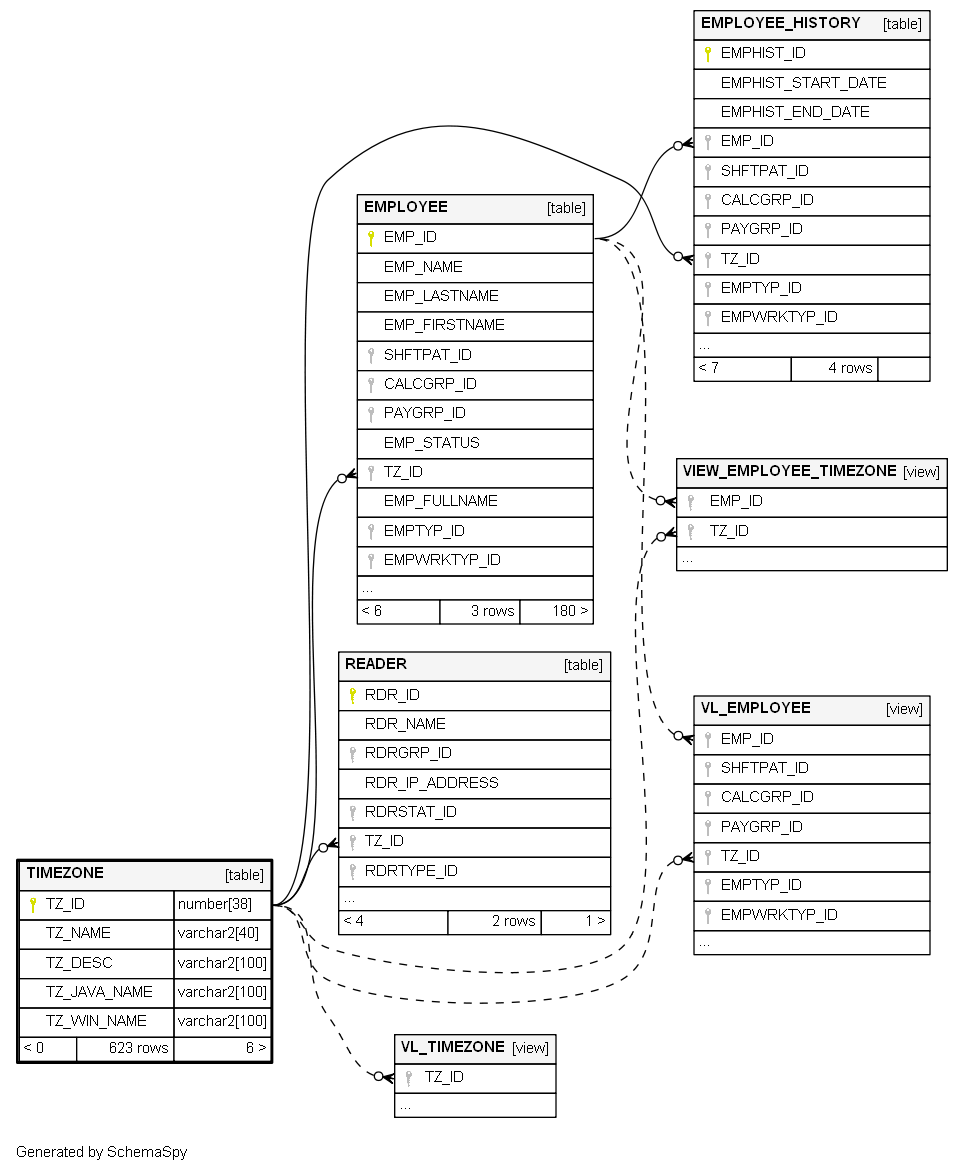 EMPLOYEE_HISTORY [table]
EMPHIST_ID
EMPHIST_START_DATE
EMPHIST_END_DATE
EMP_ID
SHFTPAT_ID
CALCGRP_ID
PAYGRP_ID
TZ_ID
EMPTYP_ID
EMPWRKTYP_ID
...
< 7 4 rows
EMPLOYEE [table]
EMP_ID
EMP_NAME
EMP_LASTNAME
EMP_FIRSTNAME
SHFTPAT_ID
CALCGRP_ID
PAYGRP_ID
EMP_STATUS
TZ_ID
EMP_FULLNAME
EMPTYP_ID
EMPWRKTYP_ID
...
< 6 3 rows 180 >
VIEW_EMPLOYEE_TIMEZONE [view]
EMP_ID
TZ_ID
...
READER [table]
RDR_ID
RDR_NAME
RDRGRP_ID
RDR_IP_ADDRESS
RDRSTAT_ID
TZ_ID
RDRTYPE_ID
...
< 4 2 rows 1 >
VL_EMPLOYEE [view]
EMP_ID
SHFTPAT_ID
CALCGRP_ID
PAYGRP_ID
TZ_ID
EMPTYP_ID
EMPWRKTYP_ID
...
TIMEZONE [table]
TZ_ID number[38]
TZ_NAME varchar2[40]
TZ_DESC varchar2[100]
TZ_JAVA_NAME varchar2[100]
TZ_WIN_NAME varchar2[100]
< 0 623 rows 6 >
VL_TIMEZONE [view]
TZ_ID
...
Generated by SchemaSpy